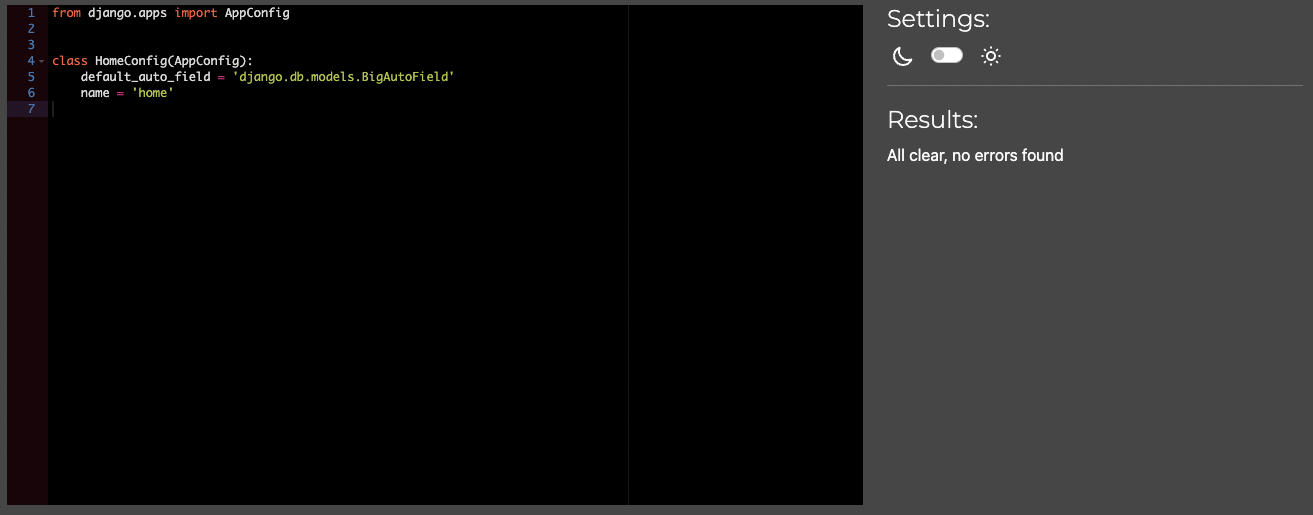 1 from django.apps import AppConfig
2
3
4 class HomeConfig(AppConfig):
5     default_auto_field = 'django.db.models.BigAutoField'
6     name = 'home'
7
Settings:
Results:
All clear, no errors found